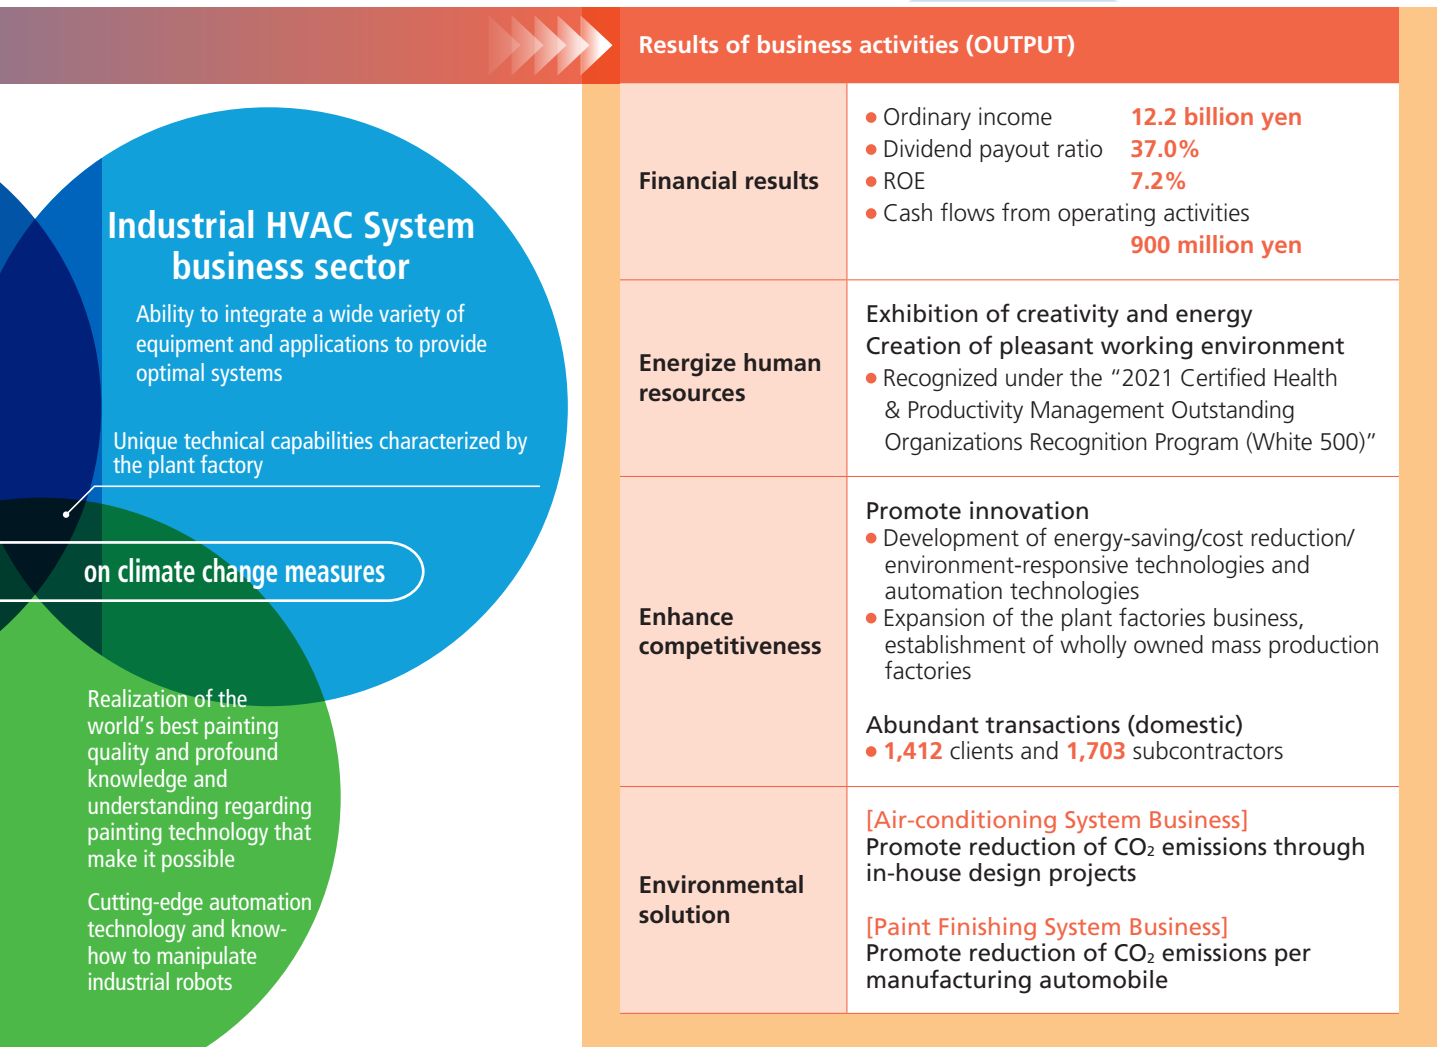 Results of business activities (OUTPUT)
Industrial HVAC System
business sector
Ability to integrate a wide variety of
equipment and applications to provide
optimal systems
Unique technical capabilities characterized by
the plant factory
on climate change measures
Realization of the
world's best painting
quality and profound
knowledge and
understanding regarding
painting technology that
make it possible
Cutting-edge automation
technology and know-
how to manipulate
industrial robots
Financial results
● Ordinary income 12.2 billion yen
● Dividend payout ratio 37.0%
● ROE 7.2%
● Cash flows from operating activities
900 million yen
Energize human
resources
Exhibition of creativity and energy
Creation of pleasant working environment
● Recognized under the “2021 Certified Health
& Productivity Management Outstanding
Organizations Recognition Program (White 500)”
Enhance
competitiveness
Promote innovation
● Development of energy-saving/cost reduction/
environment-responsive technologies and
automation technologies
● Expansion of the plant factories business,
establishment of wholly owned mass production
factories
Abundant transactions (domestic)
● 1,412 clients and 1,703 subcontractors
Environmental
solution
[Air-conditioning System Business]
Promote reduction of CO₂ emissions through
in-house design projects
[Paint Finishing System Business]
Promote reduction of CO₂ emissions per
manufacturing automobile